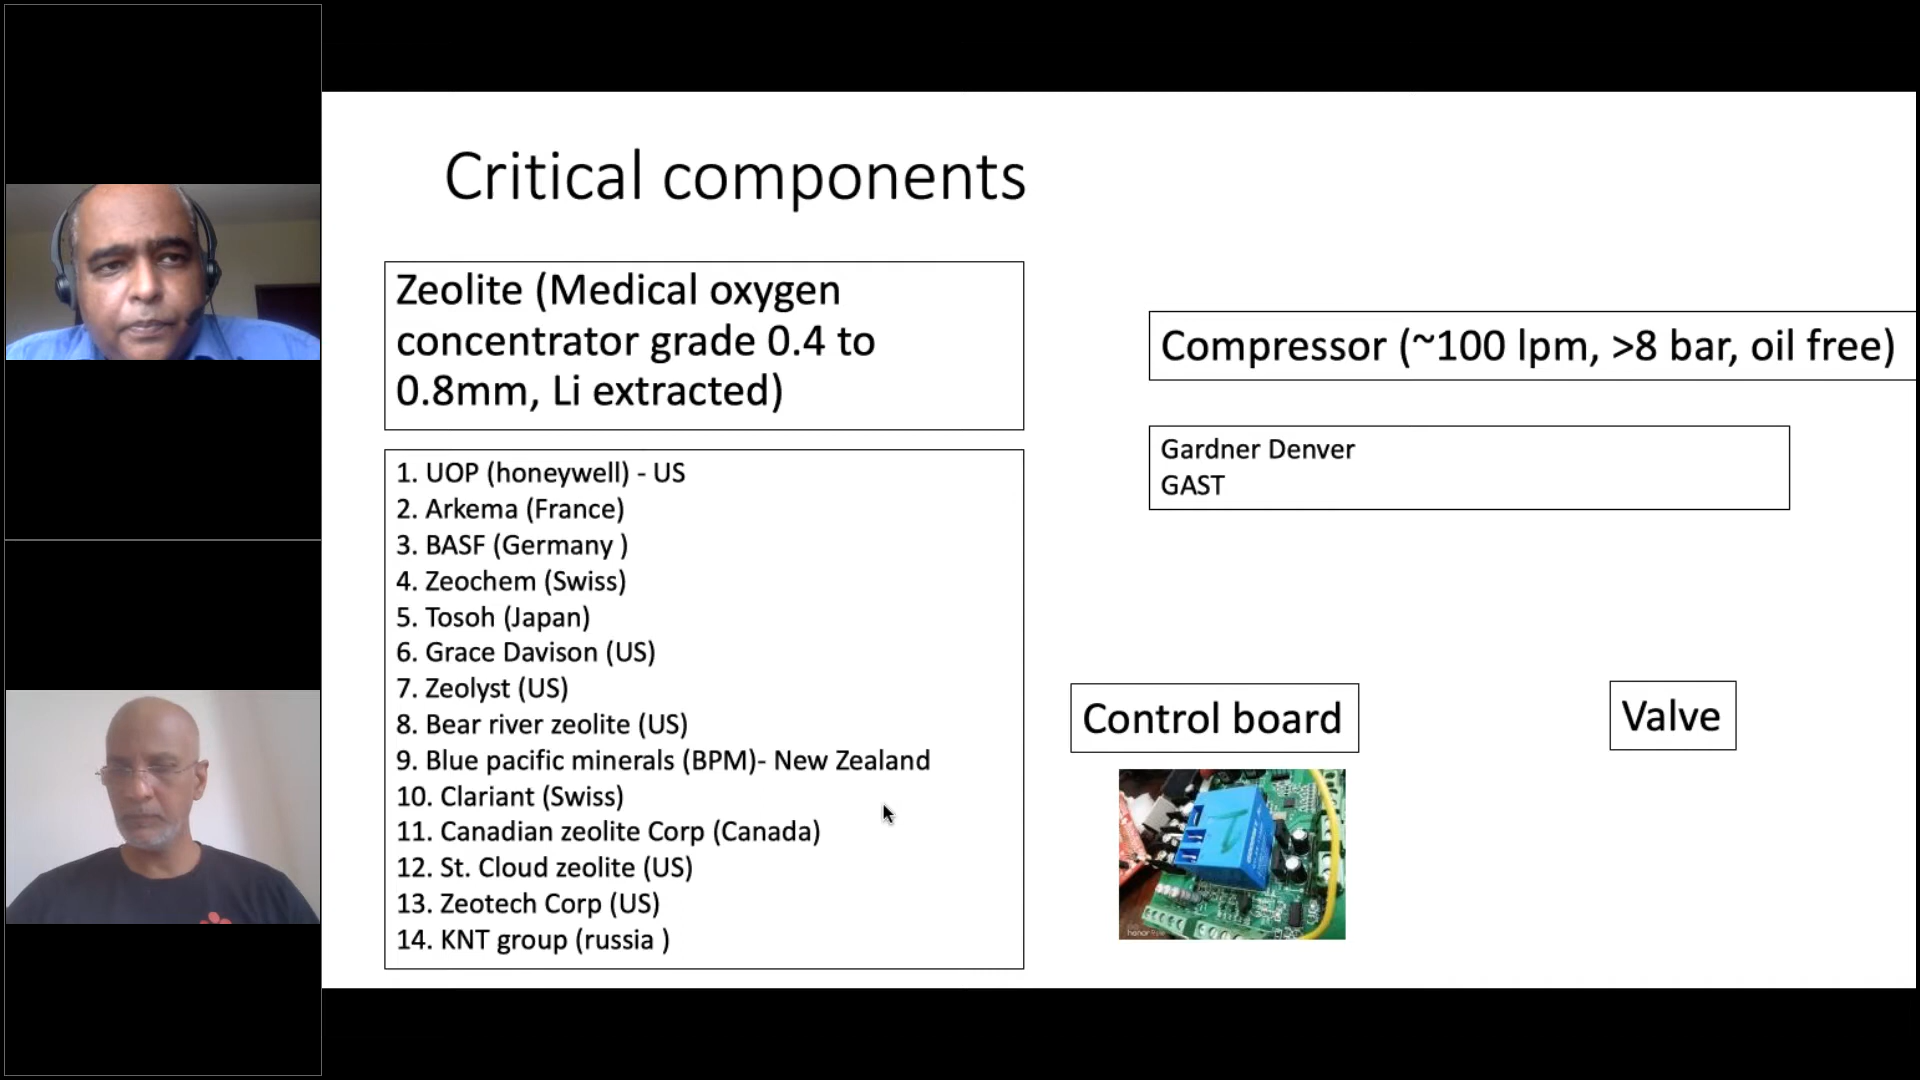 Critical components
Zeolite (Medical oxygen
concentrator grade 0.4 to
0.8mm, Li extracted)
1. UOP (honeywell) - US
2. Arkema (France)
3. BASF (Germany )
4. Zeochem (Swiss)
5. Tosoh (Japan)
6. Grace Davison (US)
7. Zeolyst (US)
8. Bear river zeolite (US)
9. Blue pacific minerals (BPM)- New Zealand
10. Clariant (Swiss)
11. Canadian zeolite Corp (Canada)
12. St. Cloud zeolite (US)
13. Zeotech Corp (US)
14. KNT group (russia )
Compressor (~100 lpm, >8 bar, oil free)
Gardner Denver
GAST
Control board
Valve